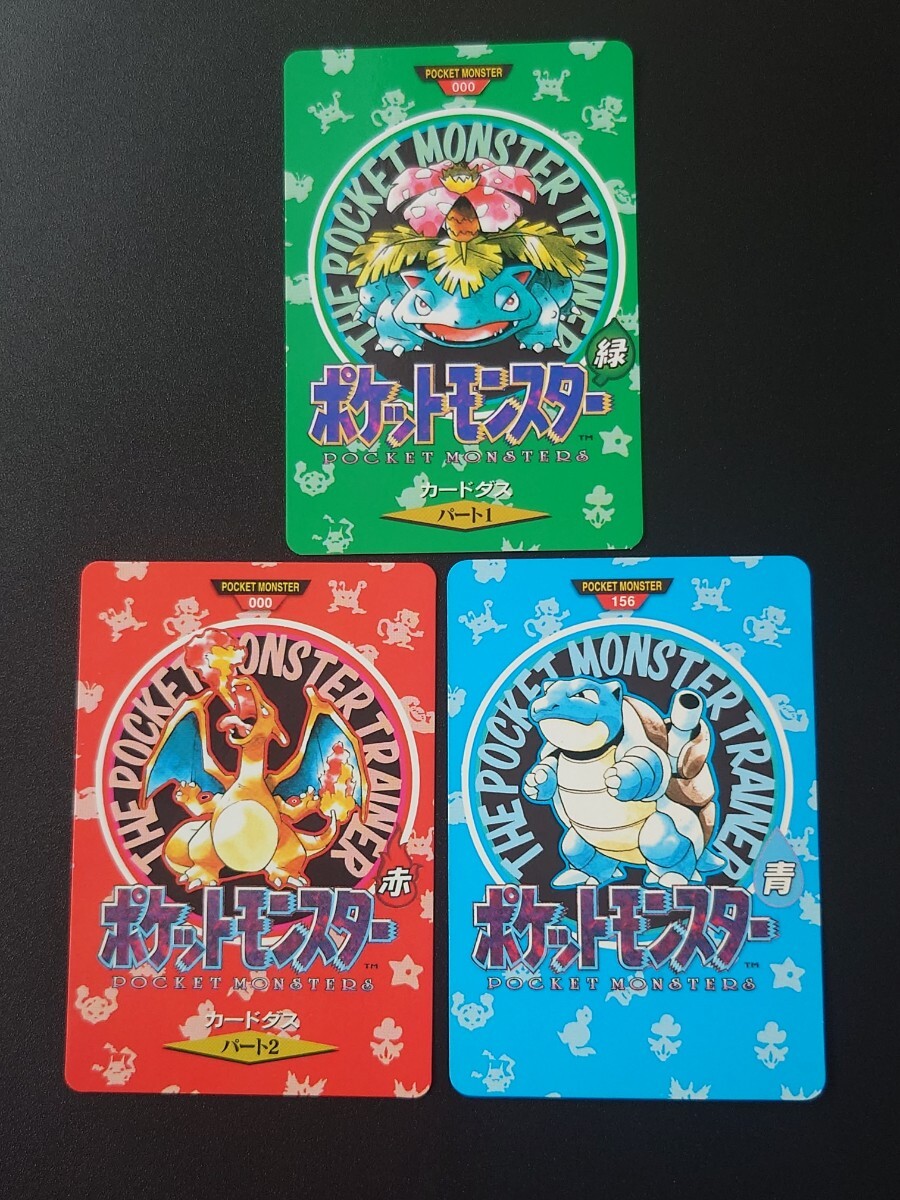 POCKET MONSTER
000
THE POCKET MONSTER TRAINER
緑
ポケットモンスター
TM
POCKET MONSTERS
カードダス
パート1
POCKET MONSTER
000
THE POCKET MONSTER TRAINER
赤
ポケットモンスター
TM
POCKET MONSTERS
カードダス
パート2
POCKET MONSTER
156
THE POCKET MONSTER TRAINER
青
ポケットモンスター
TM
POCKET MONSTERS